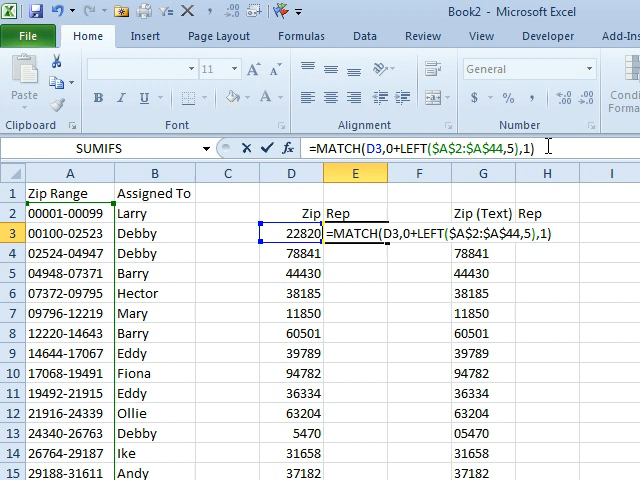 Book2 - Microsoft Excel
File Home Insert Page Layout Formulas Data Review View Developer Add-Ins
Paste 11 A A General
B I U A $ % ,
Clipboard Font Alignment Number
SUMIFS fx =MATCH(D3,0+LEFT($A$2:$A$44,5),1)
A B C D E F G H I
1 Zip Range Assigned To
2 00001-00099 Larry Zip Rep Zip (Text) Rep
3 00100-02523 Debby 22820 =MATCH(D3,0+LEFT($A$2:$A$44,5),1)
4 02524-04947 Debby 78841 78841
5 04948-07371 Barry 44430 44430
6 07372-09795 Hector 38185 38185
7 09796-12219 Mary 11850 11850
8 12220-14643 Barry 60501 60501
9 14644-17067 Eddy 39789 39789
10 17068-19491 Fiona 94782 94782
11 19492-21915 Eddy 36334 36334
12 21916-24339 Ollie 63204 63204
13 24340-26763 Debby 5470 05470
14 26764-29187 Ike 31658 31658
15 29188-31611 Andy 37182 37182